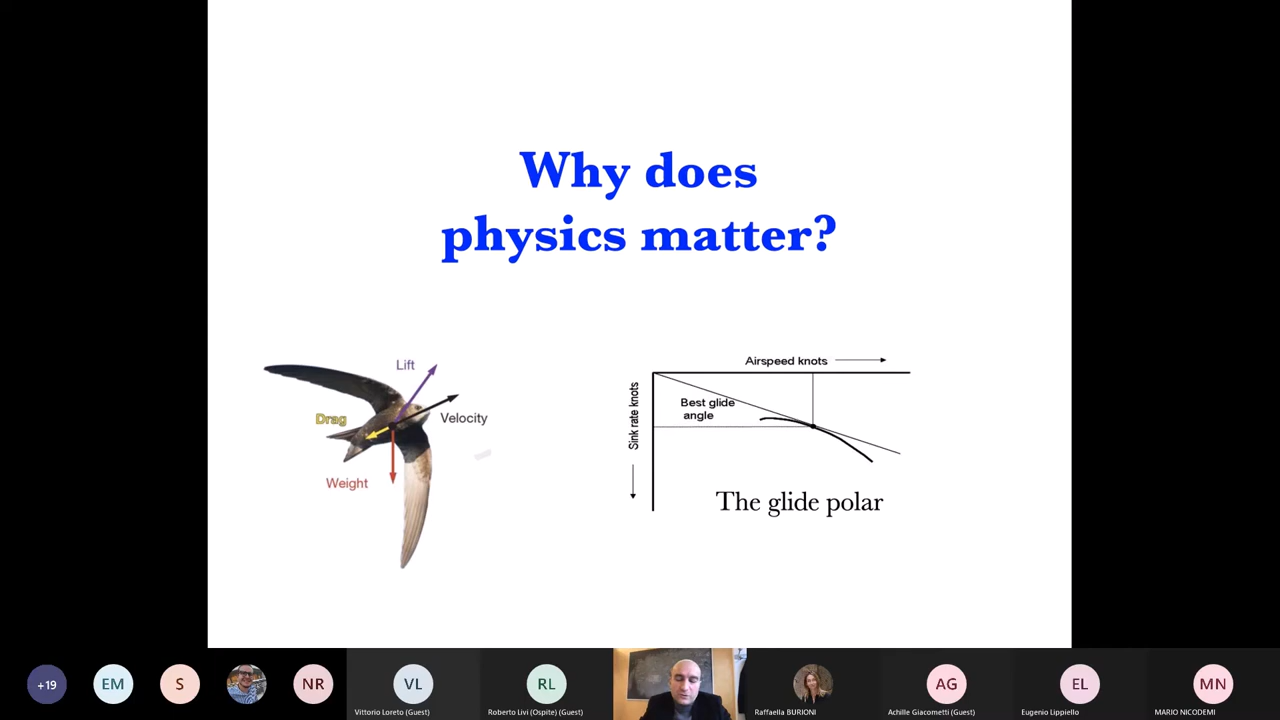 Why does
physics matter?
Lift
Drag
Velocity
Weight
Airspeed knots
Sink rate knots
Best glide
angle
The glide polar
+19
EM
S
NR
VL
Vittorio Loreto (Guest)
RL
Roberto Livi (Ospite) (Guest)
Raffaella BURIONI
AG
Achille Giacometti (Guest)
EL
Eugenio Lippiello
MN
MARIO NICODEMI